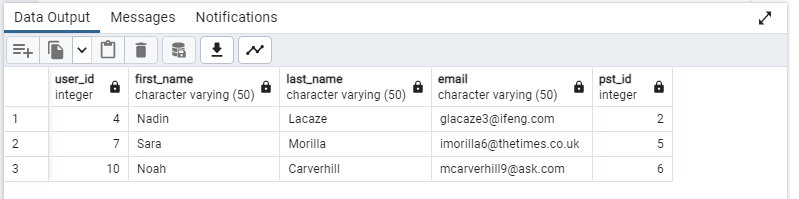 Data Output Messages Notifications
user_id first_name last_name email pst_id
integer character varying (50) character varying (50) character varying (50) integer
1 4 Nadin Lacaze glacaze3@ifeng.com 2
2 7 Sara Morilla imorilla6@thetimes.co.uk 5
3 10 Noah Carverhill mcarverhill9@ask.com 6